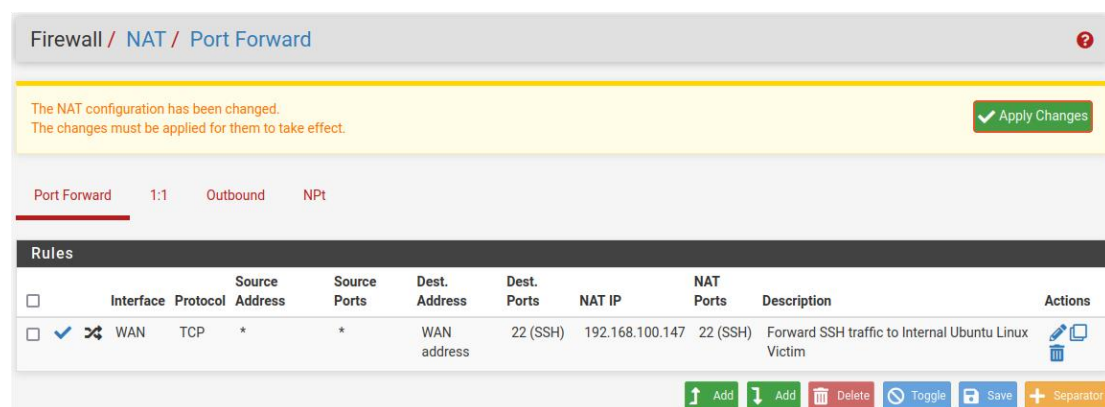 Firewall / NAT / Port Forward
The NAT configuration has been changed.
The changes must be applied for them to take effect.
Apply Changes
Port Forward 1:1 Outbound NPt
Rules
Interface Protocol Source Address Source Ports Dest. Address Dest. Ports NAT IP NAT Ports Description Actions
WAN TCP * * WAN address 22 (SSH) 192.168.100.147 22 (SSH) Forward SSH traffic to Internal Ubuntu Linux Victim
Add Add Delete Toggle Save Separator